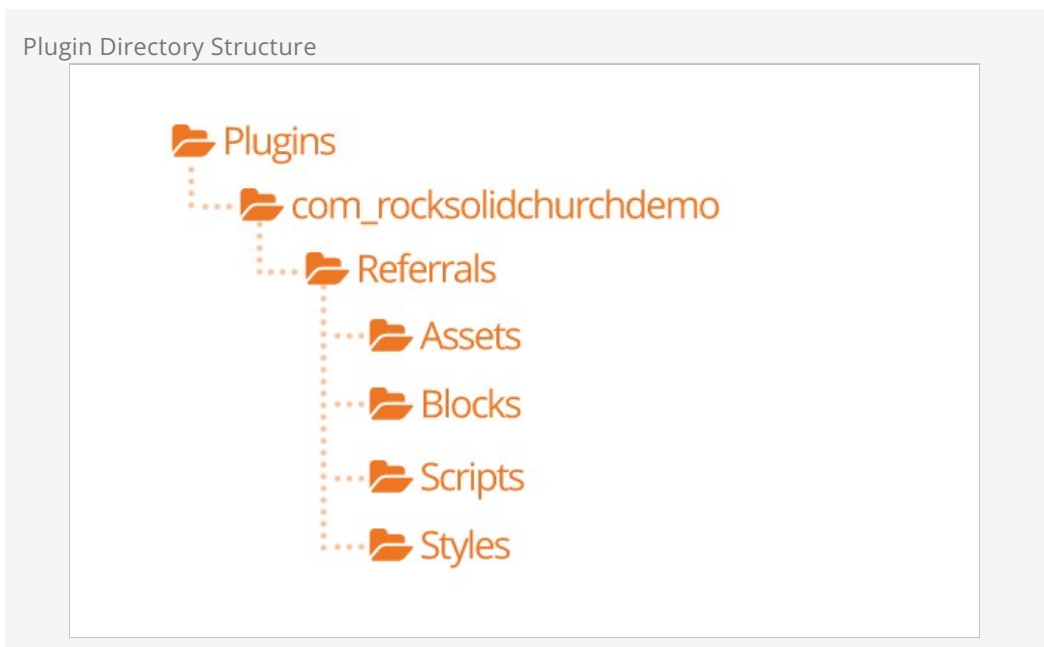 Plugin Directory Structure
Plugins
com_rocksolidchurchdemo
Referrals
Assets
Blocks
Scripts
Styles